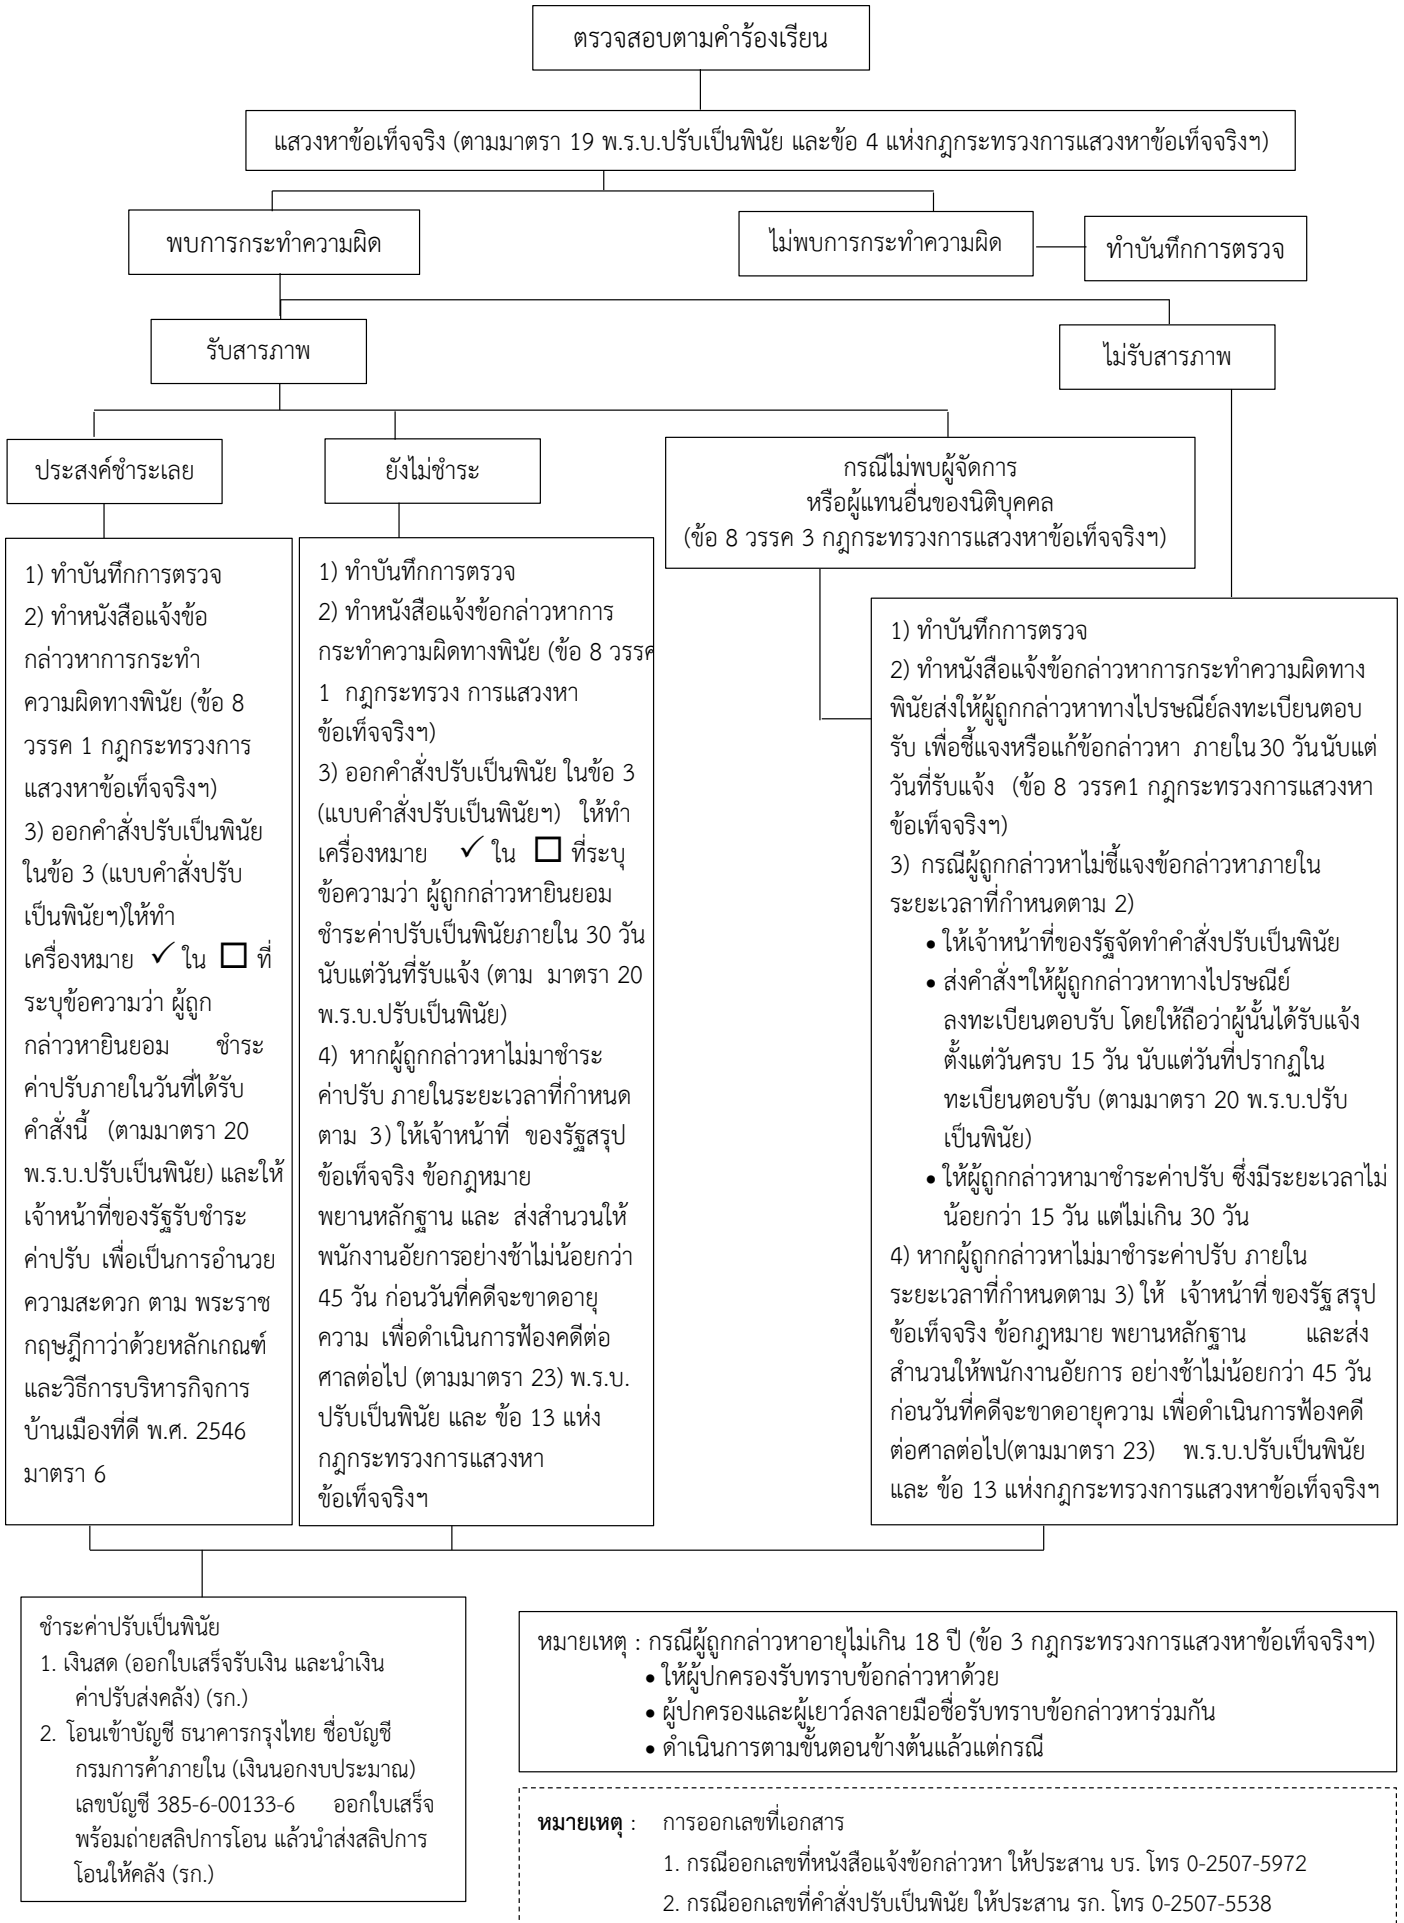 ตรวจสอบตามคำร้องเรียน
แสวงหาข้อเท็จจริง (ตามมาตรา 19 พ.ร.บ.ปรับเป็นพินัย และข้อ 4 แห่งกฎกระทรวงการแสวงหาข้อเท็จจริงฯ)
พบการกระทำความผิด
ไม่พบการกระทำความผิด
ทำบันทึกการตรวจ
รับสารภาพ
ไม่รับสารภาพ
ประสงค์ชำระเลย
ยังไม่ชำระ
กรณีไม่พบผู้จัดการ
หรือผู้แทนอื่นของนิติบุคคล
(ข้อ 8 วรรค 3 กฎกระทรวงการแสวงหาข้อเท็จจริงฯ)
1) ทำบันทึกการตรวจ
2) ทำหนังสือแจ้งข้อ
กล่าวหาการกระทำ
ความผิดทางพินัย (ข้อ 8
วรรค 1 กฎกระทรวงการ
แสวงหาข้อเท็จจริงฯ)
3) ออกคำสั่งปรับเป็นพินัย
ในข้อ 3 (แบบคำสั่งปรับ
เป็นพินัยฯ)ให้ทำ
เครื่องหมาย ✓ ใน ☐ ที่
ระบุข้อความว่า ผู้ถูก
กล่าวหายินยอม ชำระ
ค่าปรับภายในวันที่ได้รับ
คำสั่งนี้ (ตามมาตรา 20
พ.ร.บ.ปรับเป็นพินัย) และให้
เจ้าหน้าที่ของรัฐรับชำระ
ค่าปรับ เพื่อเป็นการอำนวย
ความสะดวก ตาม พระราช
กฤษฎีกาว่าด้วยหลักเกณฑ์
และวิธีการบริหารกิจการ
บ้านเมืองที่ดี พ.ศ. 2546
มาตรา 6
1) ทำบันทึกการตรวจ
2) ทำหนังสือแจ้งข้อกล่าวหาการ
กระทำความผิดทางพินัย (ข้อ 8 วรรค
1 กฎกระทรวง การแสวงหา
ข้อเท็จจริงฯ)
3) ออกคำสั่งปรับเป็นพินัย ในข้อ 3
(แบบคำสั่งปรับเป็นพินัยฯ) ให้ทำ
เครื่องหมาย ✓ ใน ☐ ที่ระบุ
ข้อความว่า ผู้ถูกกล่าวหายินยอม
ชำระค่าปรับเป็นพินัยภายใน 30 วัน
นับแต่วันที่รับแจ้ง (ตาม มาตรา 20
พ.ร.บ.ปรับเป็นพินัย)
4) หากผู้ถูกกล่าวหาไม่มาชำระ
ค่าปรับ ภายในระยะเวลาที่กำหนด
ตาม 3) ให้เจ้าหน้าที่ ของรัฐสรุป
ข้อเท็จจริง ข้อกฎหมาย
พยานหลักฐาน และ ส่งสำนวนให้
พนักงานอัยการอย่างช้าไม่น้อยกว่า
45 วัน ก่อนวันที่คดีจะขาดอายุ
ความ เพื่อดำเนินการฟ้องคดีต่อ
ศาลต่อไป (ตามมาตรา 23) พ.ร.บ.
ปรับเป็นพินัย และ ข้อ 13 แห่ง
กฎกระทรวงการแสวงหา
ข้อเท็จจริงฯ
1) ทำบันทึกการตรวจ
2) ทำหนังสือแจ้งข้อกล่าวหาการกระทำความผิดทาง
พินัยส่งให้ผู้ถูกกล่าวหาทางไปรษณีย์ลงทะเบียนตอบ
รับ เพื่อชี้แจงหรือแก้ข้อกล่าวหา ภายใน 30 วันนับแต่
วันที่รับแจ้ง (ข้อ 8 วรรค1 กฎกระทรวงการแสวงหา
ข้อเท็จจริงฯ)
3) กรณีผู้ถูกกล่าวหาไม่ชี้แจงข้อกล่าวหาภายใน
ระยะเวลาที่กำหนดตาม 2)
• ให้เจ้าหน้าที่ของรัฐจัดทำคำสั่งปรับเป็นพินัย
• ส่งคำสั่งฯให้ผู้ถูกกล่าวหาทางไปรษณีย์
ลงทะเบียนตอบรับ โดยให้ถือว่าผู้นั้นได้รับแจ้ง
ตั้งแต่วันครบ 15 วัน นับแต่วันที่ปรากฏใน
ทะเบียนตอบรับ (ตามมาตรา 20 พ.ร.บ.ปรับ
เป็นพินัย)
• ให้ผู้ถูกกล่าวหามาชำระค่าปรับ ซึ่งมีระยะเวลาไม่
น้อยกว่า 15 วัน แต่ไม่เกิน 30 วัน
4) หากผู้ถูกกล่าวหาไม่มาชำระค่าปรับ ภายใน
ระยะเวลาที่กำหนดตาม 3) ให้ เจ้าหน้าที่ ของรัฐ สรุป
ข้อเท็จจริง ข้อกฎหมาย พยานหลักฐาน และส่ง
สำนวนให้พนักงานอัยการ อย่างช้าไม่น้อยกว่า 45 วัน
ก่อนวันที่คดีจะขาดอายุความ เพื่อดำเนินการฟ้องคดี
ต่อศาลต่อไป(ตามมาตรา 23) พ.ร.บ.ปรับเป็นพินัย
และ ข้อ 13 แห่งกฎกระทรวงการแสวงหาข้อเท็จจริงฯ
ชำระค่าปรับเป็นพินัย
1. เงินสด (ออกใบเสร็จรับเงิน และนำเงิน
ค่าปรับส่งคลัง) (รก.)
2. โอนเข้าบัญชี ธนาคารกรุงไทย ชื่อบัญชี
กรมการค้าภายใน (เงินนอกงบประมาณ)
เลขบัญชี 385-6-00133-6 ออกใบเสร็จ
พร้อมถ่ายสลิปการโอน แล้วนำส่งสลิปการ
โอนให้คลัง (รก.)
หมายเหตุ : กรณีผู้ถูกกล่าวหาอายุไม่เกิน 18 ปี (ข้อ 3 กฎกระทรวงการแสวงหาข้อเท็จจริงฯ)
• ให้ผู้ปกครองรับทราบข้อกล่าวหาด้วย
• ผู้ปกครองและผู้เยาว์ลงลายมือชื่อรับทราบข้อกล่าวหาร่วมกัน
• ดำเนินการตามขั้นตอนข้างต้นแล้วแต่กรณี
หมายเหตุ : การออกเลขที่เอกสาร
1. กรณีออกเลขที่หนังสือแจ้งข้อกล่าวหา ให้ประสาน บร. โทร 0-2507-5972
2. กรณีออกเลขที่คำสั่งปรับเป็นพินัย ให้ประสาน รก. โทร 0-2507-5538